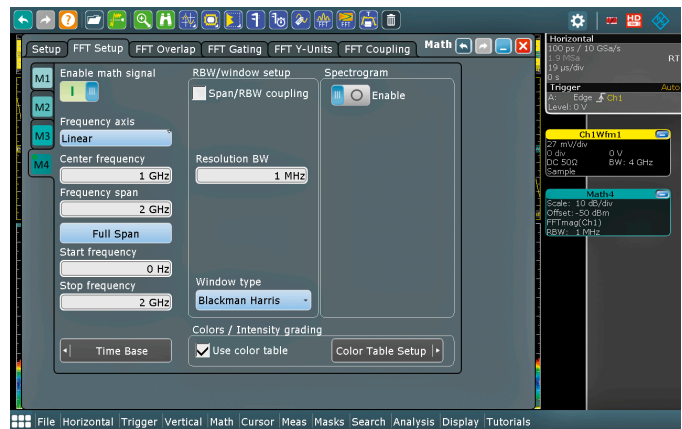 Setup FFT Setup FFT Overlap FFT Gating FFT Y-Units FFT Coupling Math
M1
M2
M3
M4
Enable math signal
Frequency axis
Linear
Center frequency
1 GHz
Frequency span
2 GHz
Full Span
Start frequency
0 Hz
Stop frequency
2 GHz
Time Base
RBW/window setup
Span/RBW coupling
Resolution BW
1 MHz
Window type
Blackman Harris
Spectrogram
Enable
Colors / Intensity grading
Use color table
Color Table Setup
Horizontal
100 ps / 10 GSa/s
1.9 MSa RT
19 µs/div
0 s
Trigger Auto
A: Edge Ch1
Level: 0 V
Ch1Wfm1
27 mV/div
0 div 0 V
DC 50Ω BW: 4 GHz
Sample
Math4
Scale: 10 dB/div
Offset: -50 dBm
FFTmag(Ch1)
RBW: 1 MHz
File Horizontal Trigger Vertical Math Cursor Meas Masks Search Analysis Display Tutorials